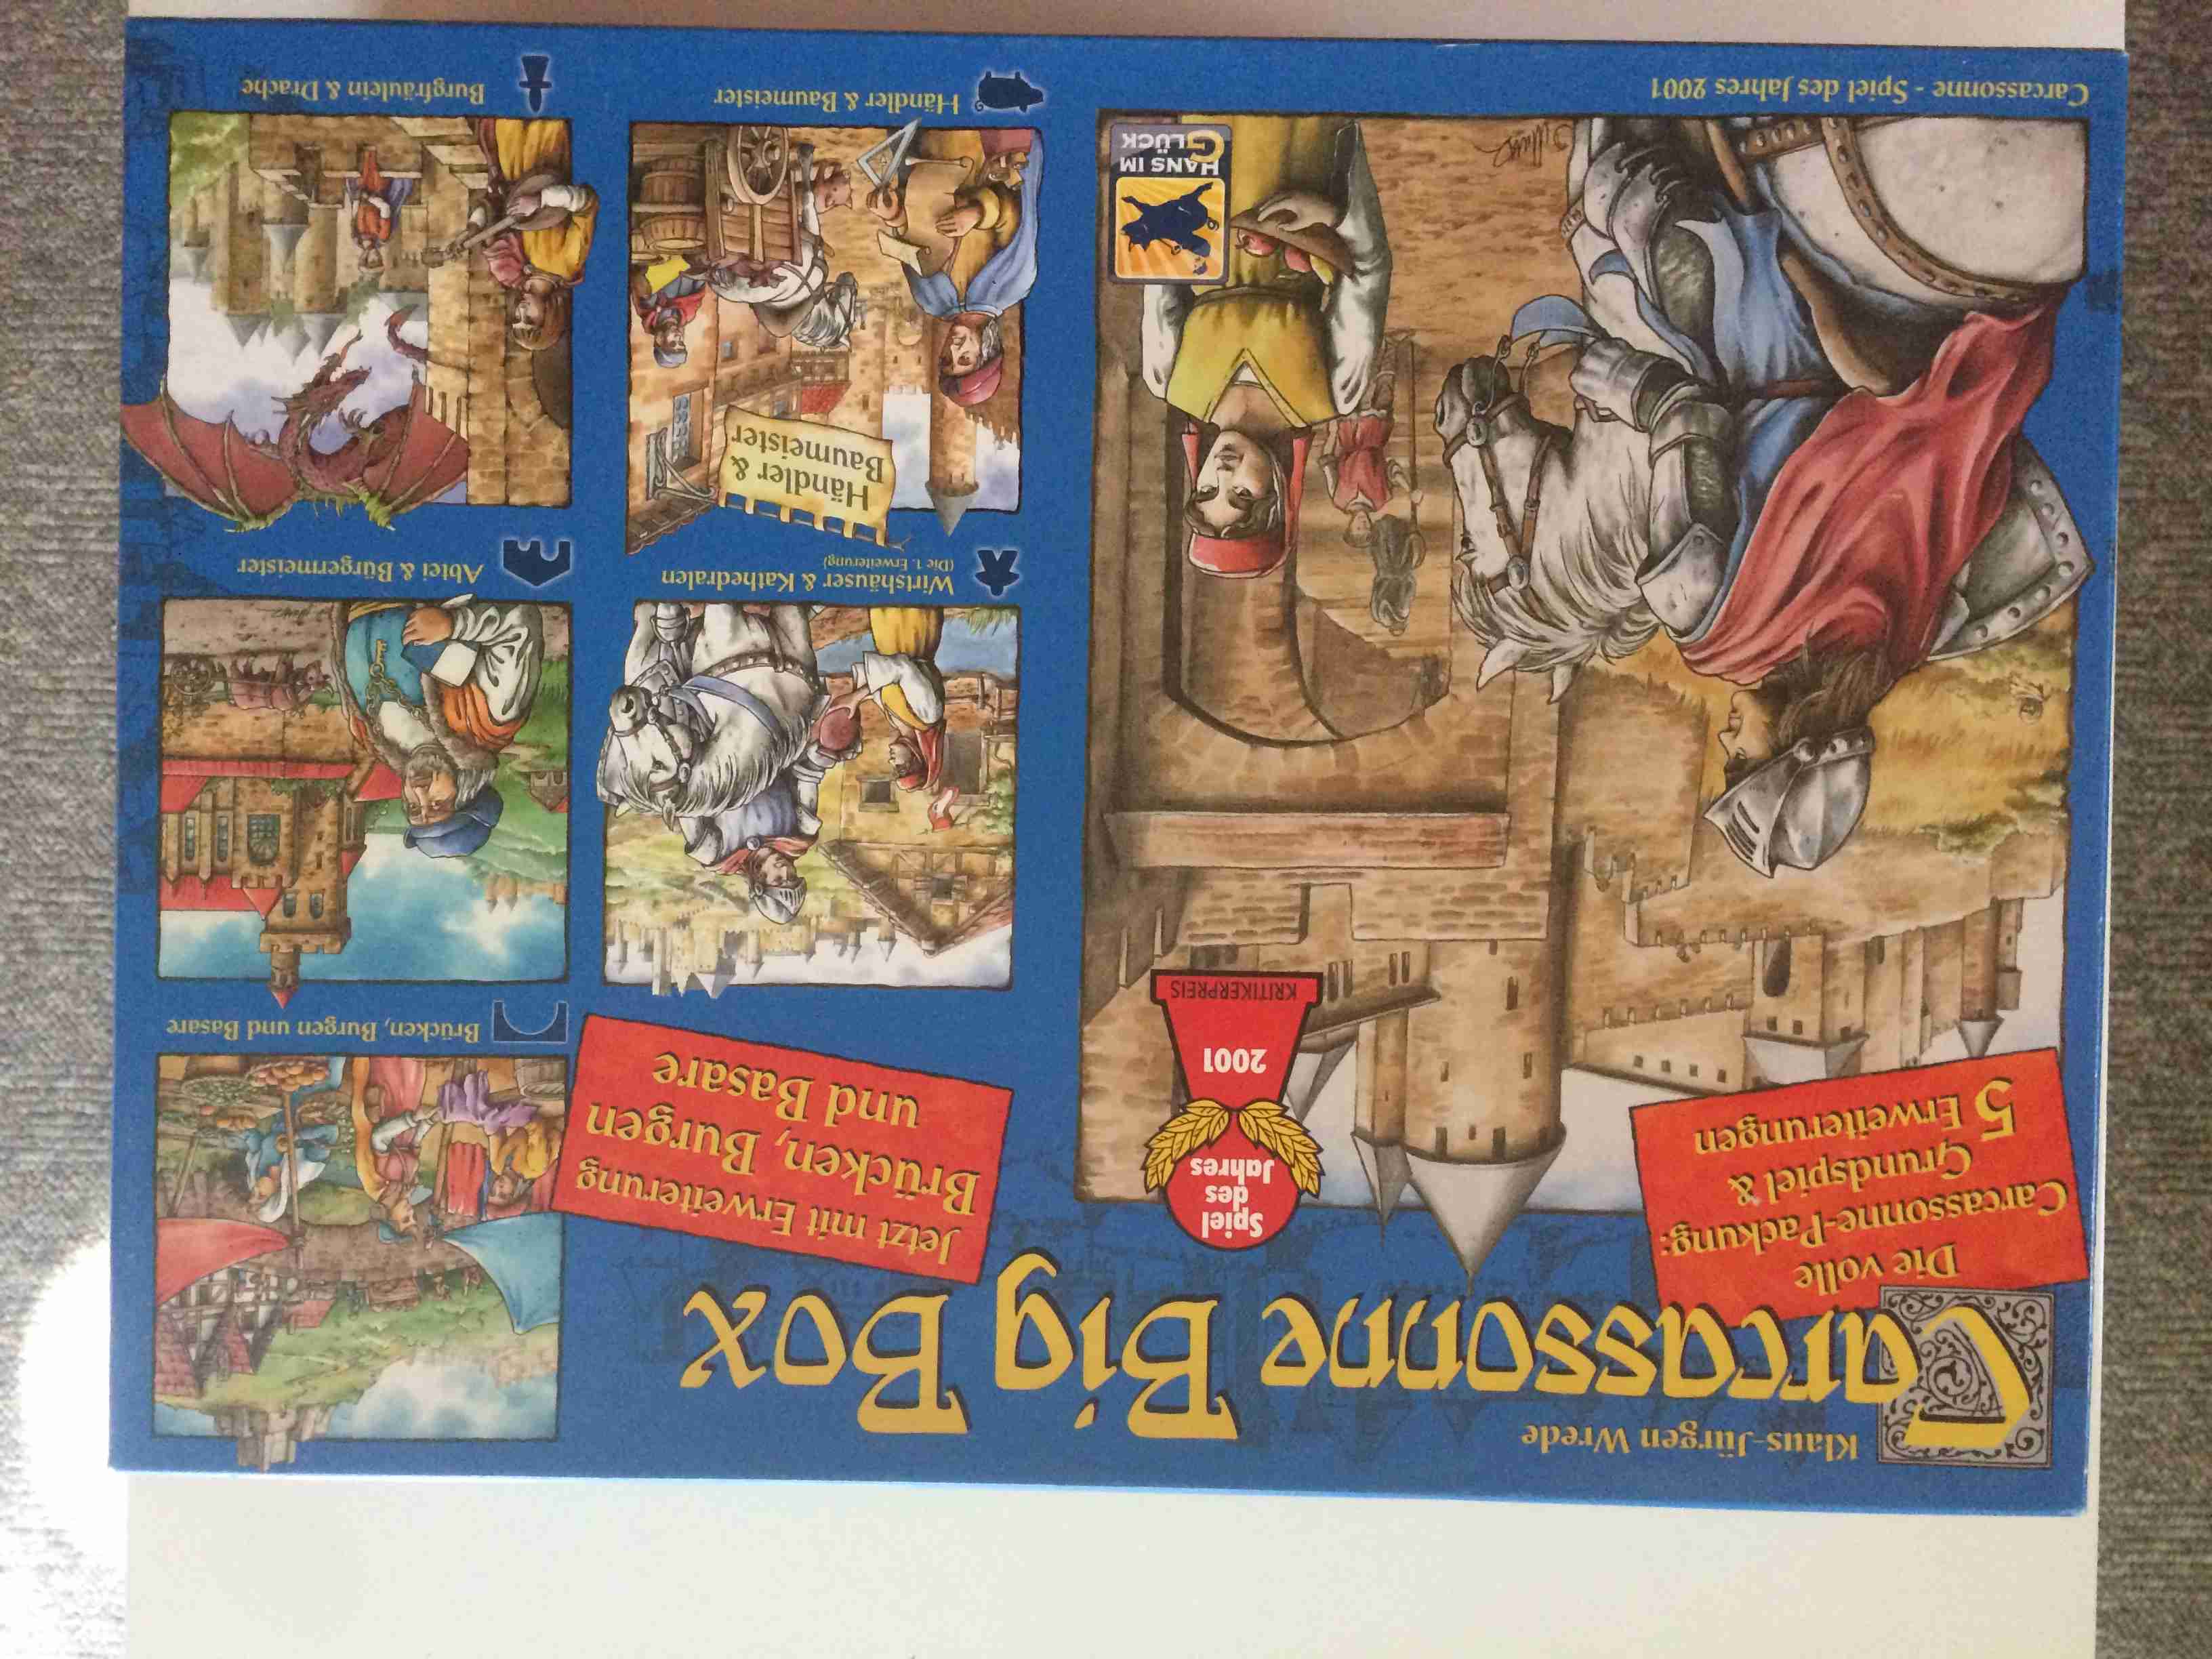 Klaus-Jürgen Wrede
Carcassonne Big Box
Die volle
Carcassonne-Packung:
Grundspiel &
5 Erweiterungen
Spiel
des
Jahres
2001
KRITIKERPREIS
Jetzt mit Erweiterung
Brücken, Burgen
und Basare
Brücken, Burgen und Basare
Wirtshäuser & Kathedralen
(Die 1. Erweiterung)
Abtei & Bürgermeister
Händler &
Baumeister
Händler & Baumeister
Burgfräulein & Drache
HANS IM
GLÜCK
Carcassonne - Spiel des Jahres 2001